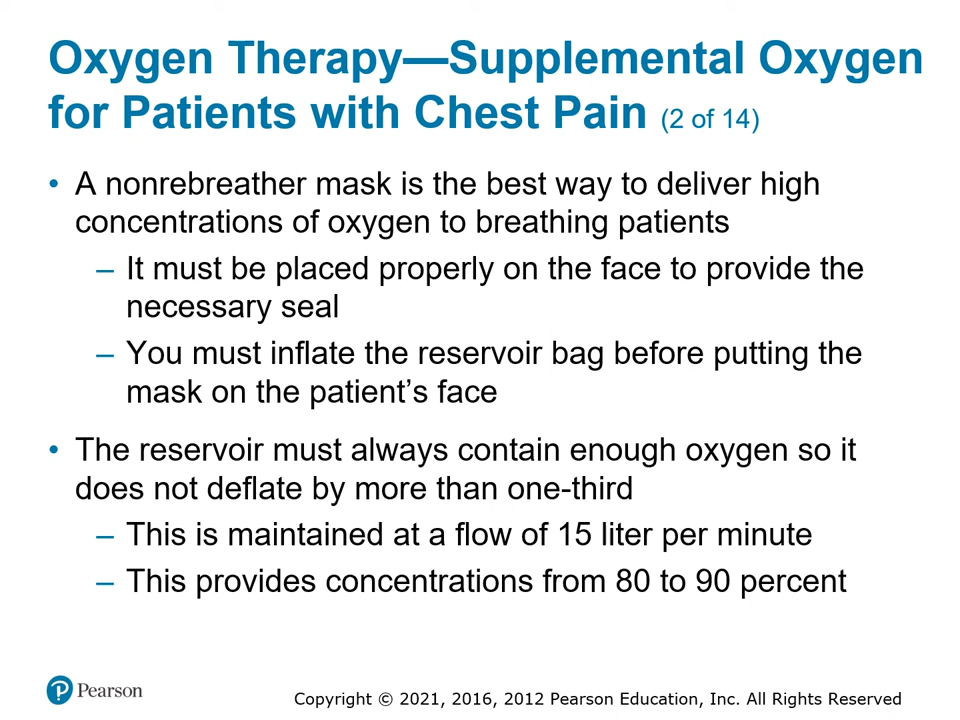 Oxygen Therapy—Supplemental Oxygen
for Patients with Chest Pain (2 of 14)
• A nonrebreather mask is the best way to deliver high
concentrations of oxygen to breathing patients
– It must be placed properly on the face to provide the
necessary seal
– You must inflate the reservoir bag before putting the
mask on the patient’s face
• The reservoir must always contain enough oxygen so it
does not deflate by more than one-third
– This is maintained at a flow of 15 liter per minute
– This provides concentrations from 80 to 90 percent
Pearson
Copyright © 2021, 2016, 2012 Pearson Education, Inc. All Rights Reserved